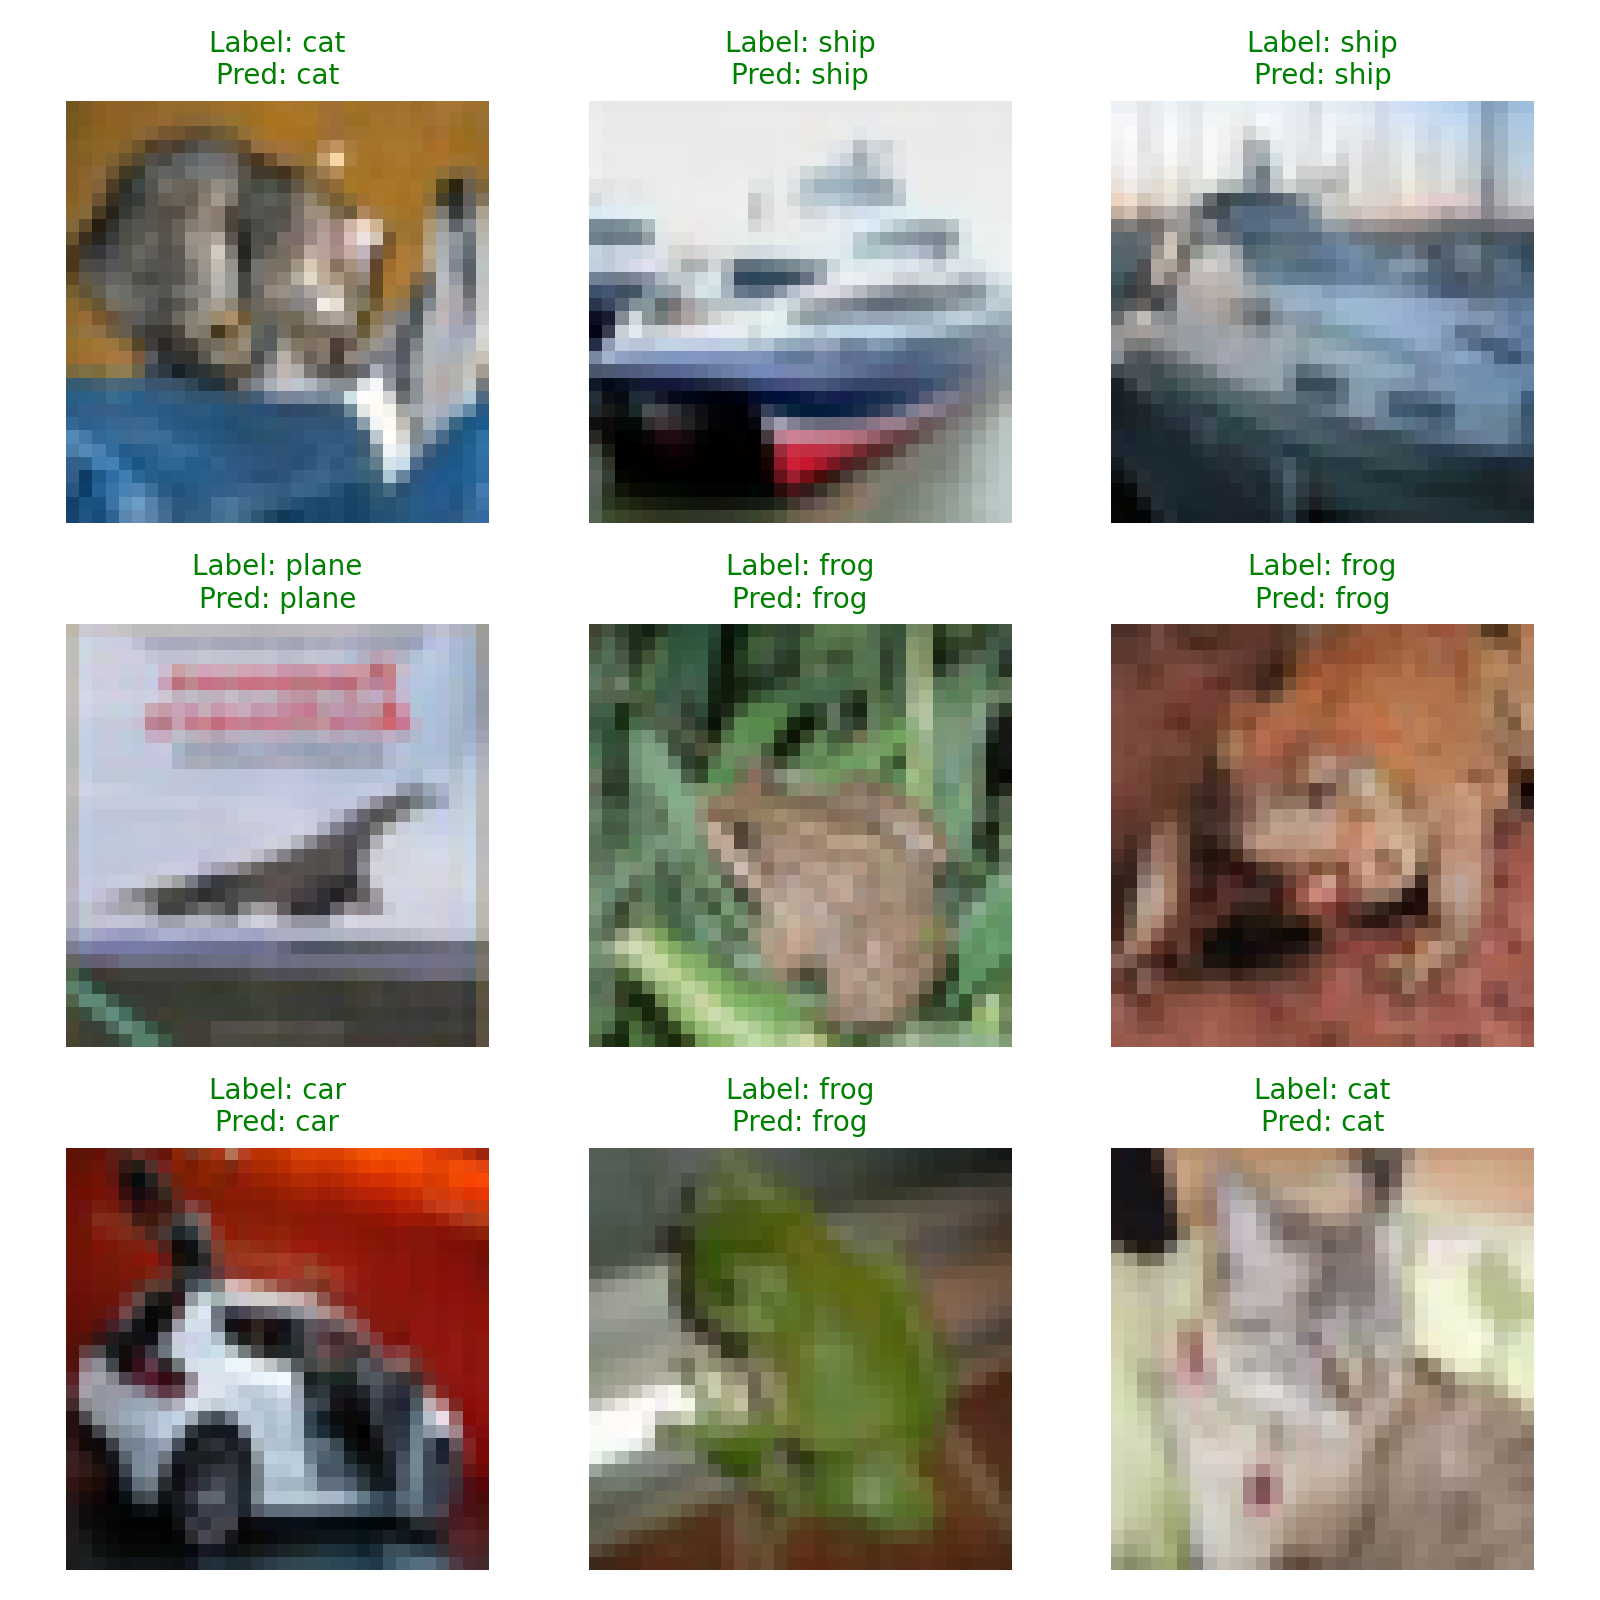 Label: cat
Pred: cat
Label: ship
Pred: ship
Label: ship
Pred: ship
Label: plane
Pred: plane
Label: frog
Pred: frog
Label: frog
Pred: frog
Label: car
Pred: car
Label: frog
Pred: frog
Label: cat
Pred: cat